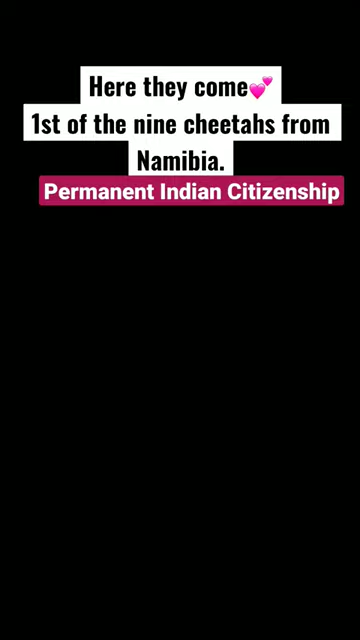 Here they come💕
1st of the nine cheetahs from
Namibia.
Permanent Indian Citizenship